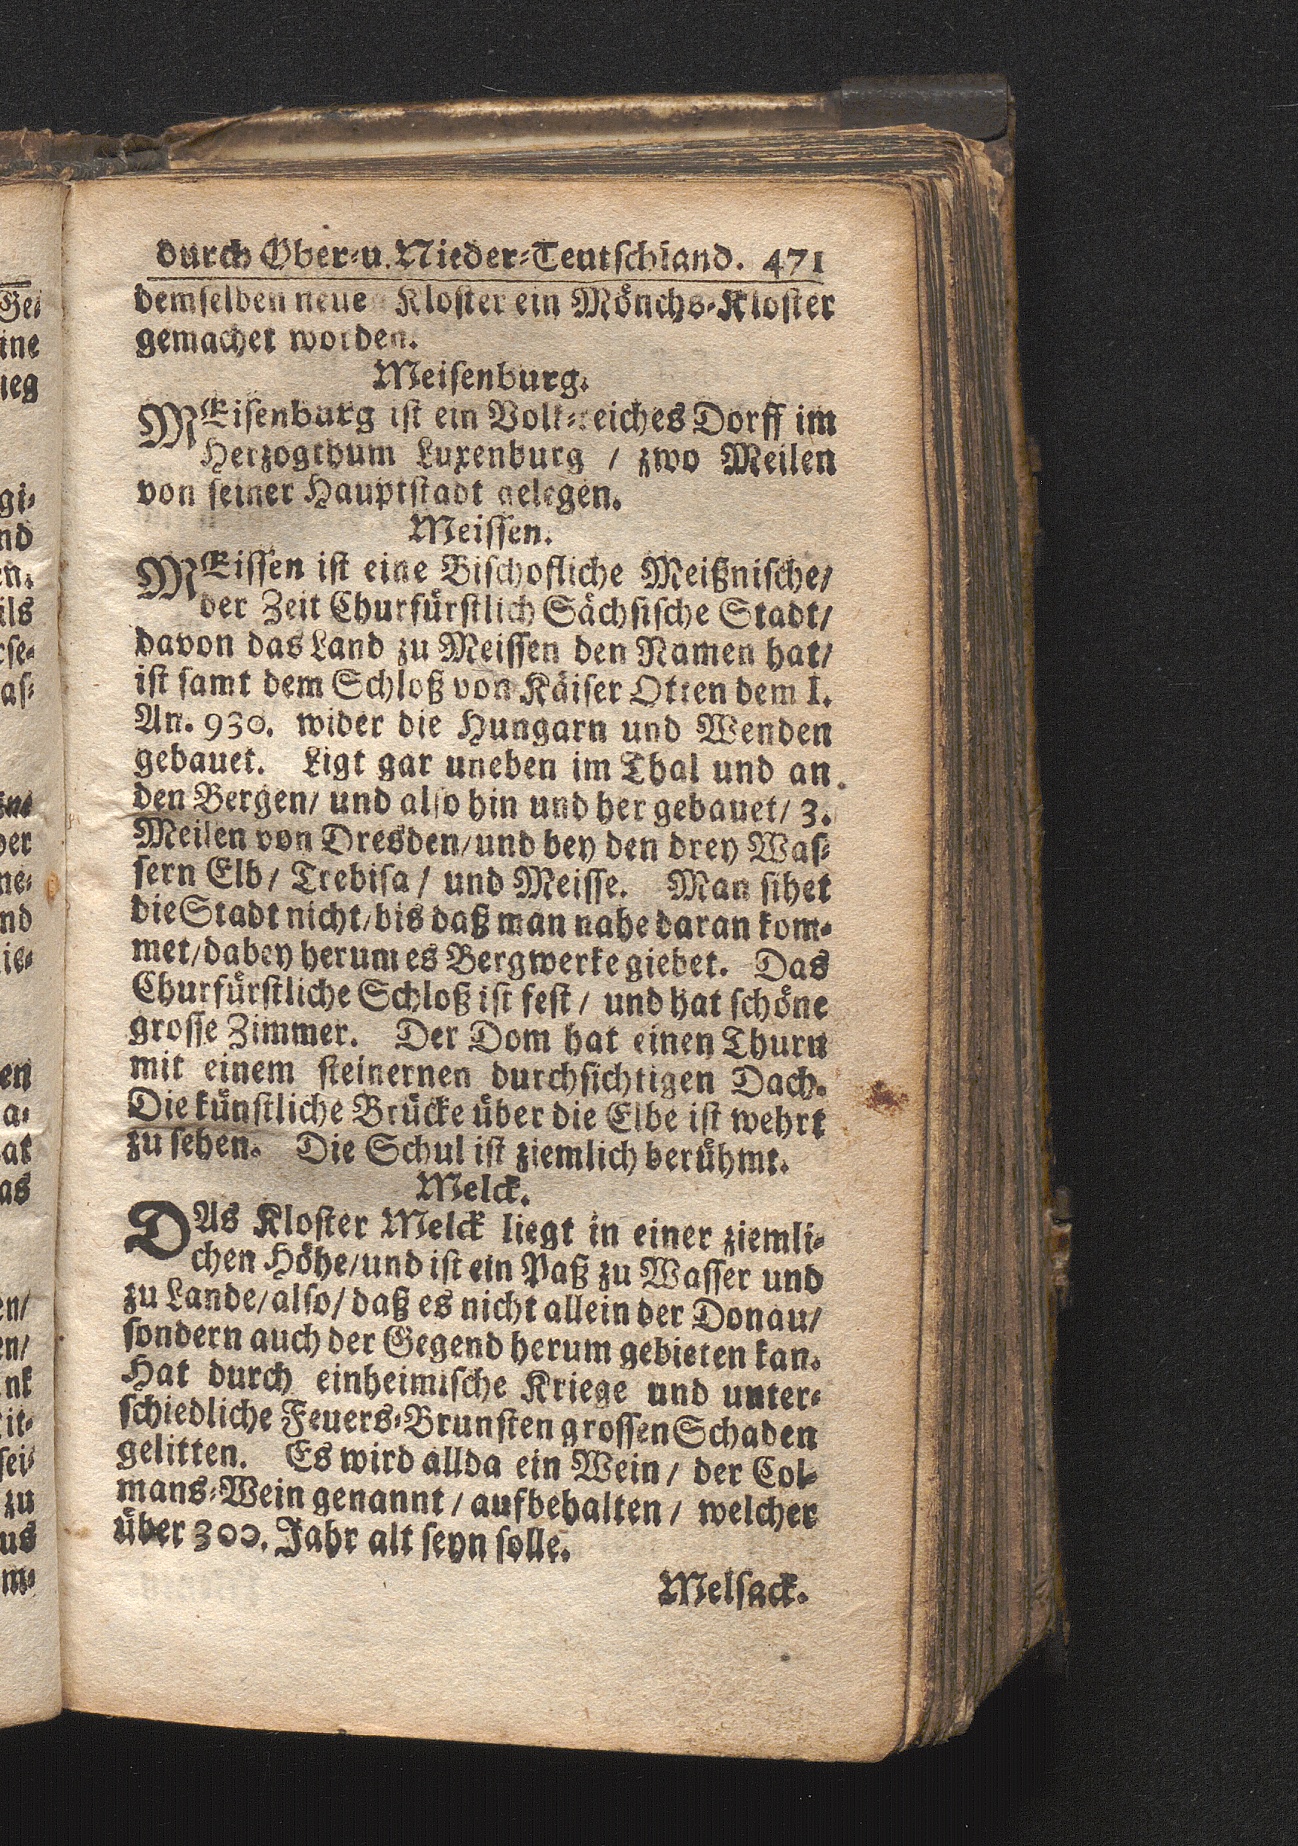 durch Ober-u. Nieder-Teutschland. 471
demselben neue Kloster ein Mönchs-Kloster
gemachet worden.
Meisenburg.
MEisenburg ist ein Volk-reiches Dorff im
Herzogthum Luxenburg / zwo Meilen
von seiner Hauptstadt gelegen.
Meissen.
MEissen ist eine Bischofliche Meißnische/
der Zeit Churfürstlich Sächsische Stadt/
davon das Land zu Meissen den Namen hat/
ist samt dem Schloß von Käiser Otten dem I.
An. 930. wider die Hungarn und Wenden
gebauet. Ligt gar uneben im Thal und an
den Bergen/ und also hin und her gebauet/ 3.
Meilen von Dresden/ und bey den drey Was-
sern Elb/ Trebisa / und Meisse. Man sihet
die Stadt nicht/ bis daß man nahe daran kom-
met/ dabey herum es Bergwerke giebet. Das
Churfürstliche Schloß ist fest / und hat schöne
grosse Zimmer. Der Dom hat einen Thurn
mit einem steinernen durchsichtigen Dach.
Die künstliche Brücke über die Elbe ist wehrt
zu sehen. Die Schul ist ziemlich berühmt.
Melck.
DAs Kloster Melck liegt in einer ziemli-
chen Höhe/ und ist ein Paß zu Wasser und
zu Lande/ also/ daß es nicht allein der Donau/
sondern auch der Gegend herum gebieten kan.
Hat durch einheimische Kriege und unter-
schiedliche Feuers-Brunsten grossen Schaden
gelitten. Es wird allda ein Wein / der Col-
mans-Wein genannt / aufbehalten / welcher
über 300. Jahr alt seyn solle.
Melsack.